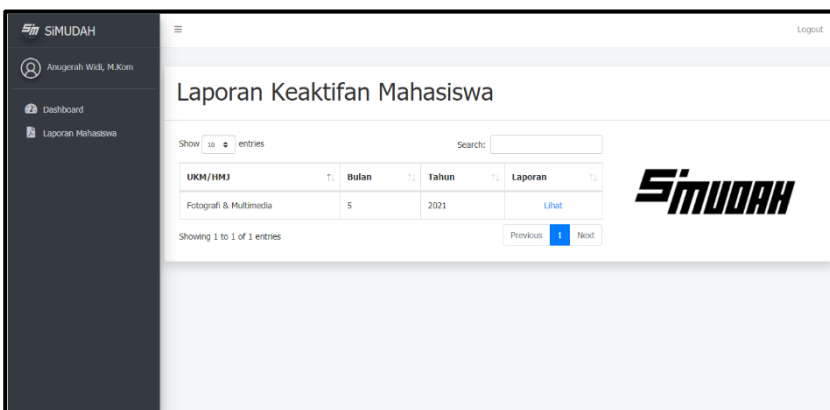 Sm SiMUDAH
Logout
Anugerah Widi, M.Kom
Dashboard
Laporan Mahasiswa
Laporan Keaktifan Mahasiswa
Show 10 entries
Search:
UKM/HMJ Bulan Tahun Laporan
Fotografi & Multimedia 5 2021 Lihat
Showing 1 to 1 of 1 entries
Previous 1 Next
SimUDAH